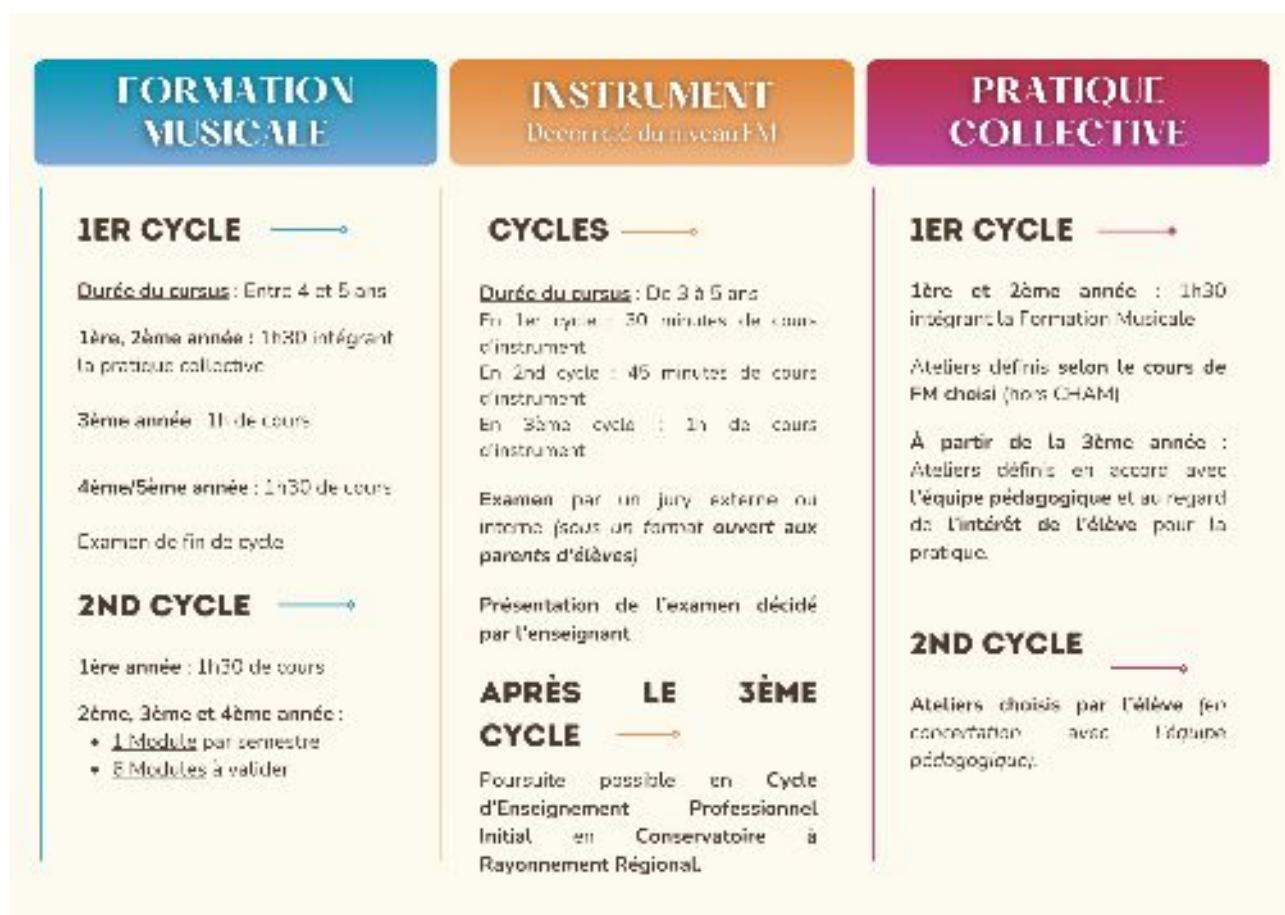 FORMATION
MUSICALE
1ER CYCLE
Durée du cursus : Entre 4 et 5 ans
1ère, 2ème année : 1h30 intégrant
la pratique collective
3ème année : 1h de cours
4ème/5ème année : 1h30 de cours
Examen de fin de cycle
2ND CYCLE
1ère année : 1h30 de cours
2ème, 3ème et 4ème année :
• 1 Module par semestre
• Modules à valider
INSTRUMENT
Décorrélé du niveau FM
CYCLES
Durée du cursus : De 3 à 5 ans
En 1er cycle : 30 minutes de cours
d'instrument
En 2nd cycle : 45 minutes de cours
d'instrument
En 3ème cycle : 1h de cours
d'instrument
Examen par un jury externe ou
interne (sous un format ouvert aux
parents d'élèves)
Présentation de l'examen décidé
par l'enseignant
APRÈS LE 3ÈME
CYCLE
Poursuite possible en Cycle
d'Enseignement Professionnel
Initial en Conservatoire à
Rayonnement Régional.
PRATIQUE
COLLECTIVE
1ER CYCLE
1ère et 2ème année : 1h30
intégrant la Formation Musicale
Ateliers définis selon le cours de
FM choisi (hors CHAM)
À partir de la 3ème année :
Ateliers définis en accord avec
l'équipe pédagogique et au regard
de l'intérêt de l'élève pour la
pratique.
2ND CYCLE
Ateliers choisis par l'élève (en
concertation avec l'équipe
pédagogique).